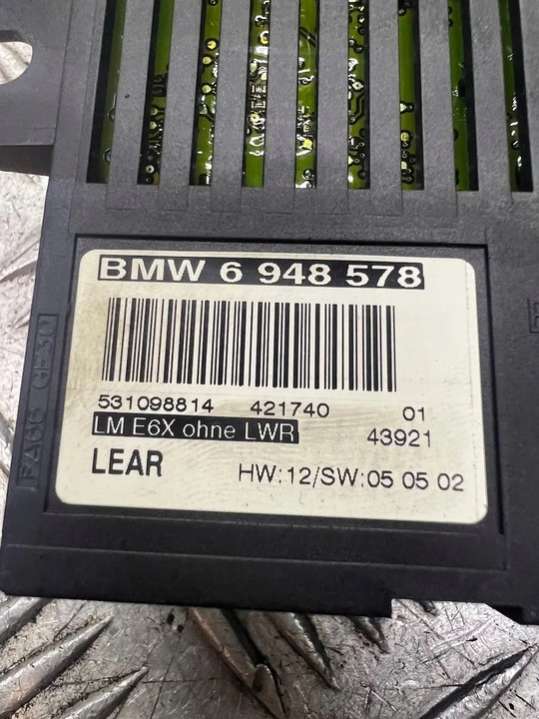 BMW 6 948 578
531098814 421740 01
LM E6X ohne LWR 43921
LEAR HW:12/SW:05 05 02